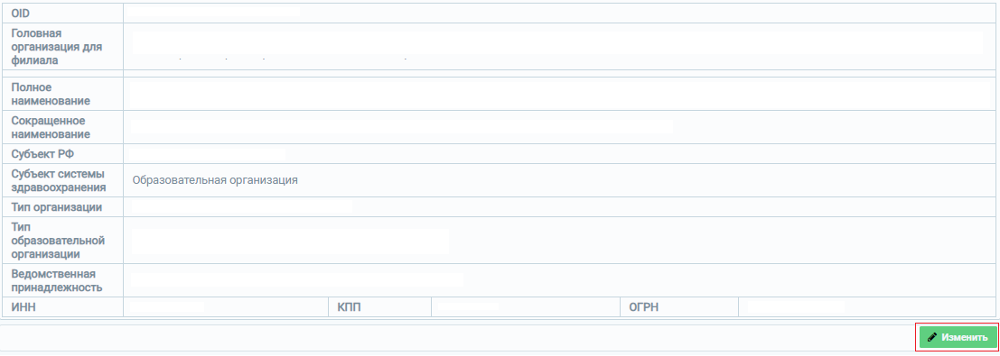 OID
Головная
организация для
филиала
Полное
наименование
Сокращенное
наименование
Субъект РФ
Субъект системы
здравоохранения
Образовательная организация
Тип организации
Тип
образовательной
организации
Ведомственная
принадлежность
ИНН КПП ОГРН
Изменить